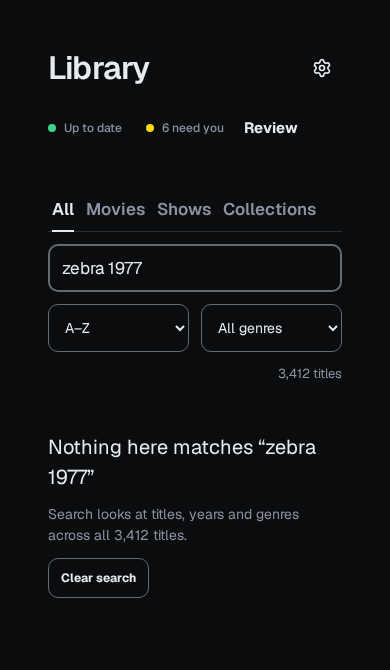 Library
Up to date
6 need you
Review
All
Movies
Shows
Collections
zebra 1977
A–Z
All genres
3,412 titles
Nothing here matches “zebra
1977”
Search looks at titles, years and genres
across all 3,412 titles.
Clear search